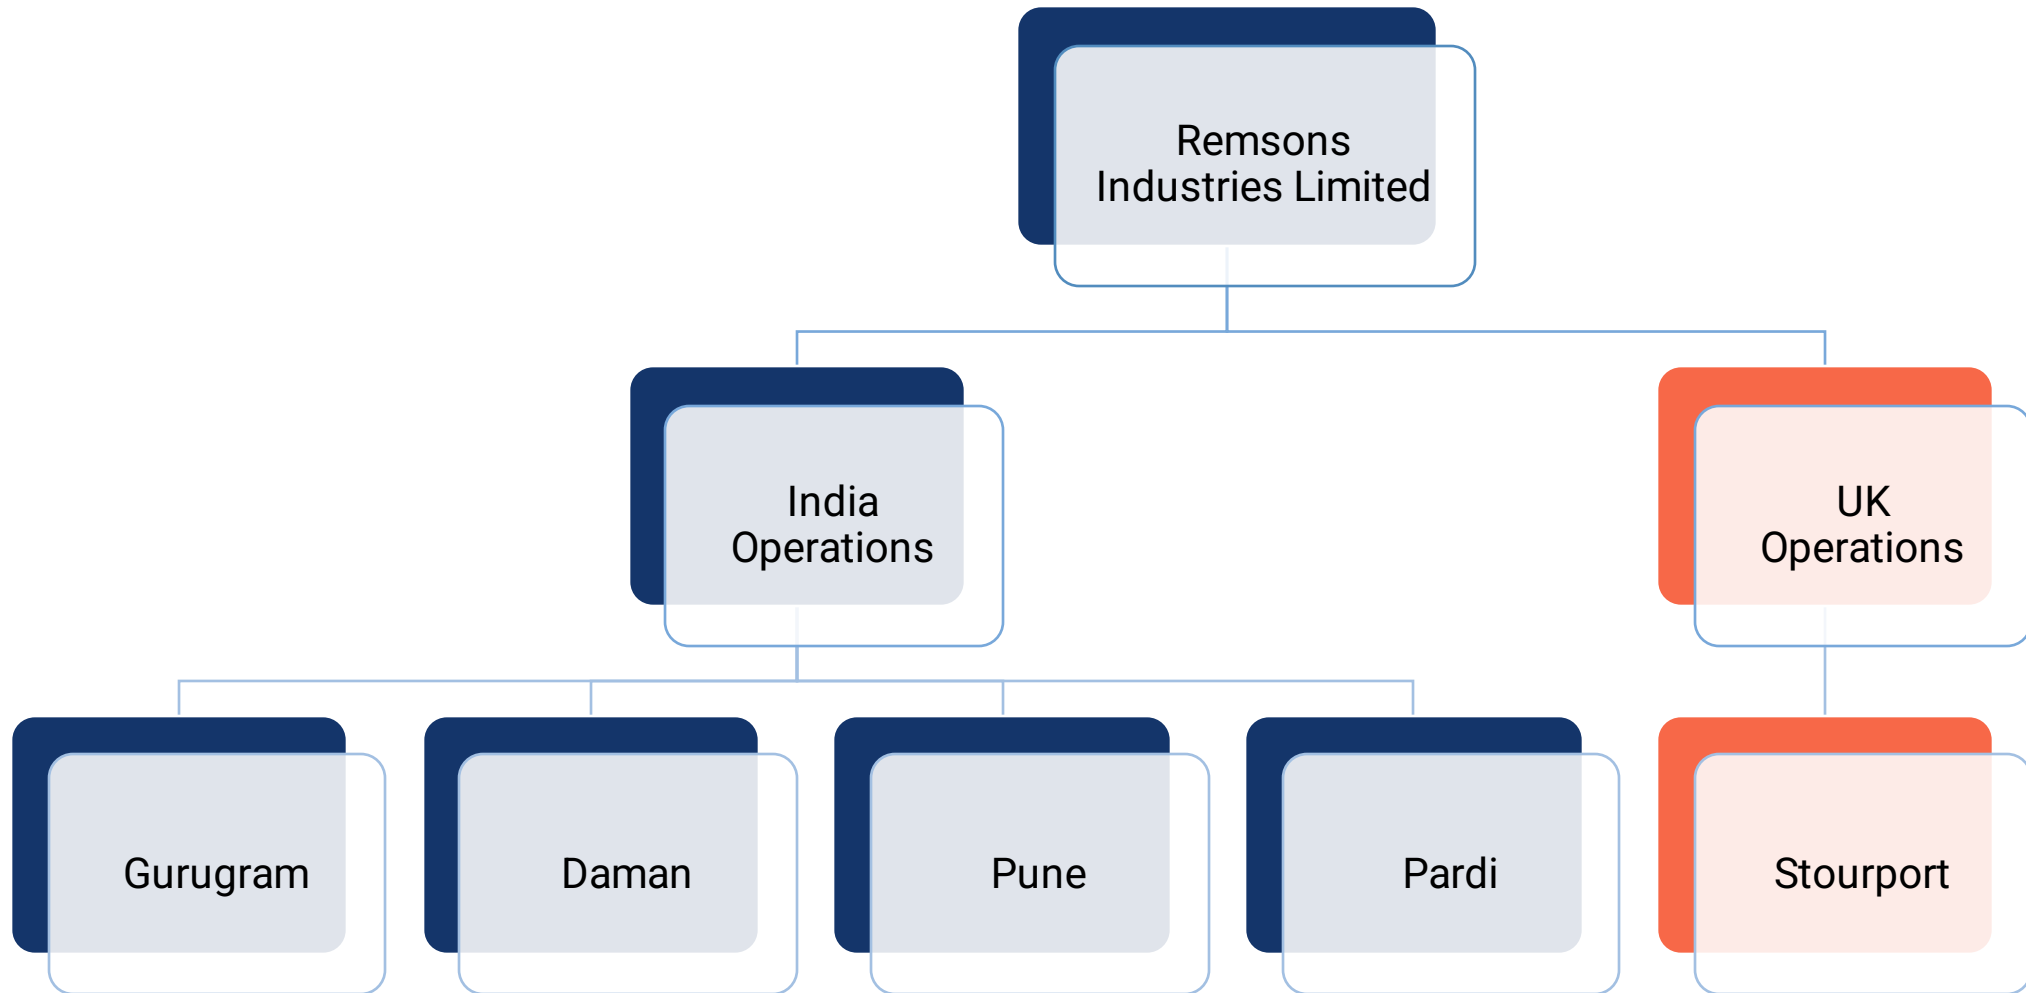 Remsons
Industries Limited
India
Operations
UK
Operations
Gurugram
Daman
Pune
Pardi
Stourport